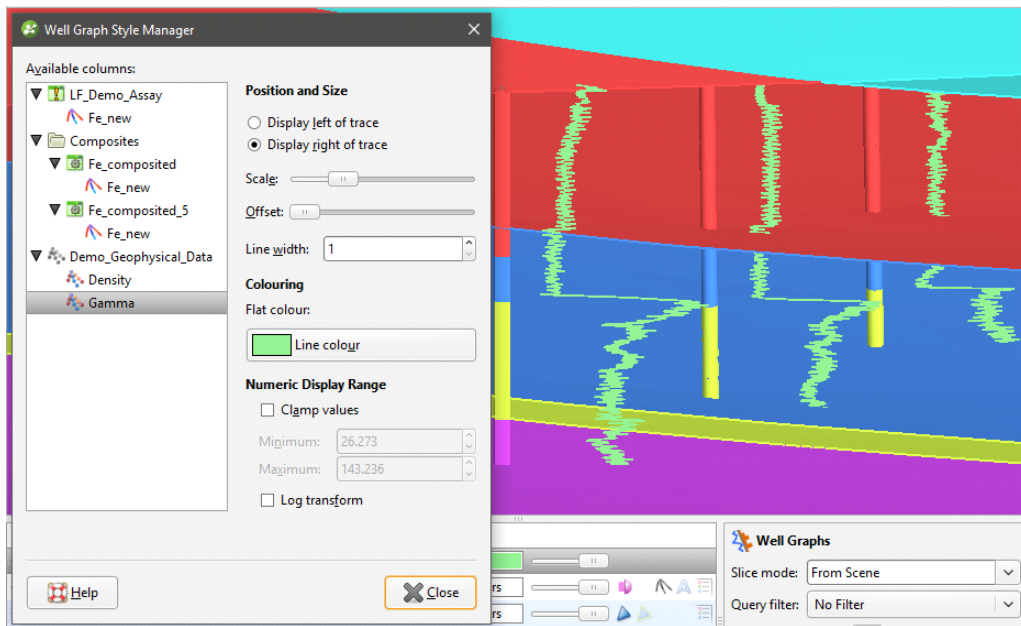 Well Graph Style Manager
Available columns:
LF_Demo_Assay
Fe_new
Composites
Fe_composited
Fe_new
Fe_composited_5
Fe_new
Demo_Geophysical_Data
Density
Gamma
Position and Size
Display left of trace
Display right of trace
Scale:
Offset:
Line width: 1
Colouring
Flat colour:
Line colour
Numeric Display Range
Clamp values
Minimum: 26.273
Maximum: 143.236
Log transform
Help
Close
Well Graphs
Slice mode: From Scene
Query filter: No Filter